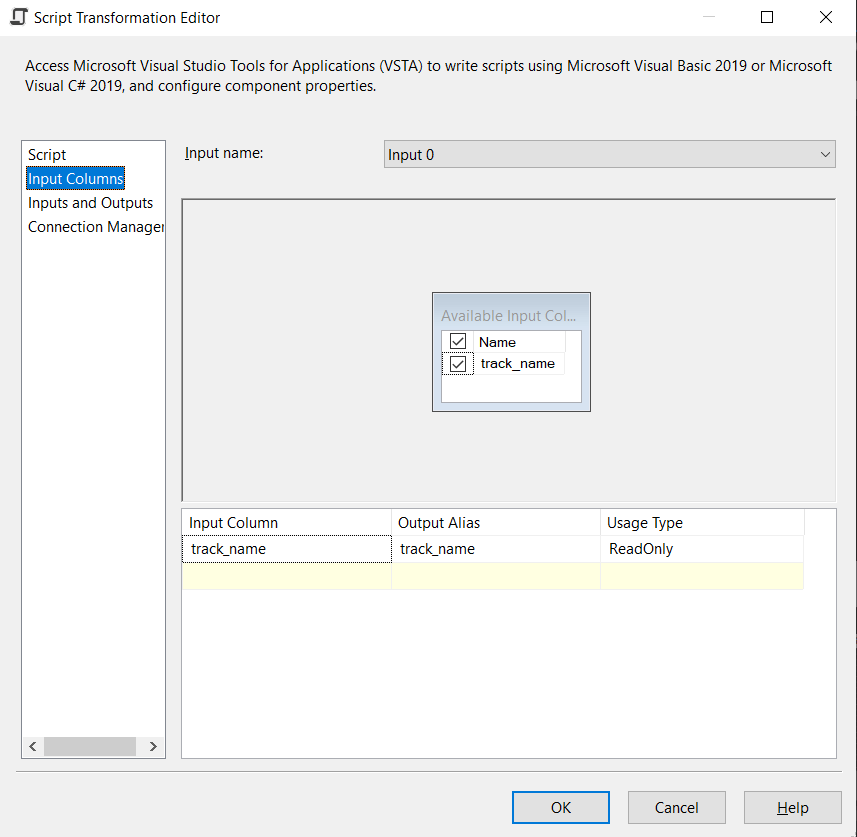 Script Transformation Editor
Access Microsoft Visual Studio Tools for Applications (VSTA) to write scripts using Microsoft Visual Basic 2019 or Microsoft
Visual C# 2019, and configure component properties.
Script
Input Columns
Inputs and Outputs
Connection Manager
Input name:
Input 0
Available Input Col...
Name
track_name
Input Column Output Alias Usage Type
track_name track_name ReadOnly
OK Cancel Help